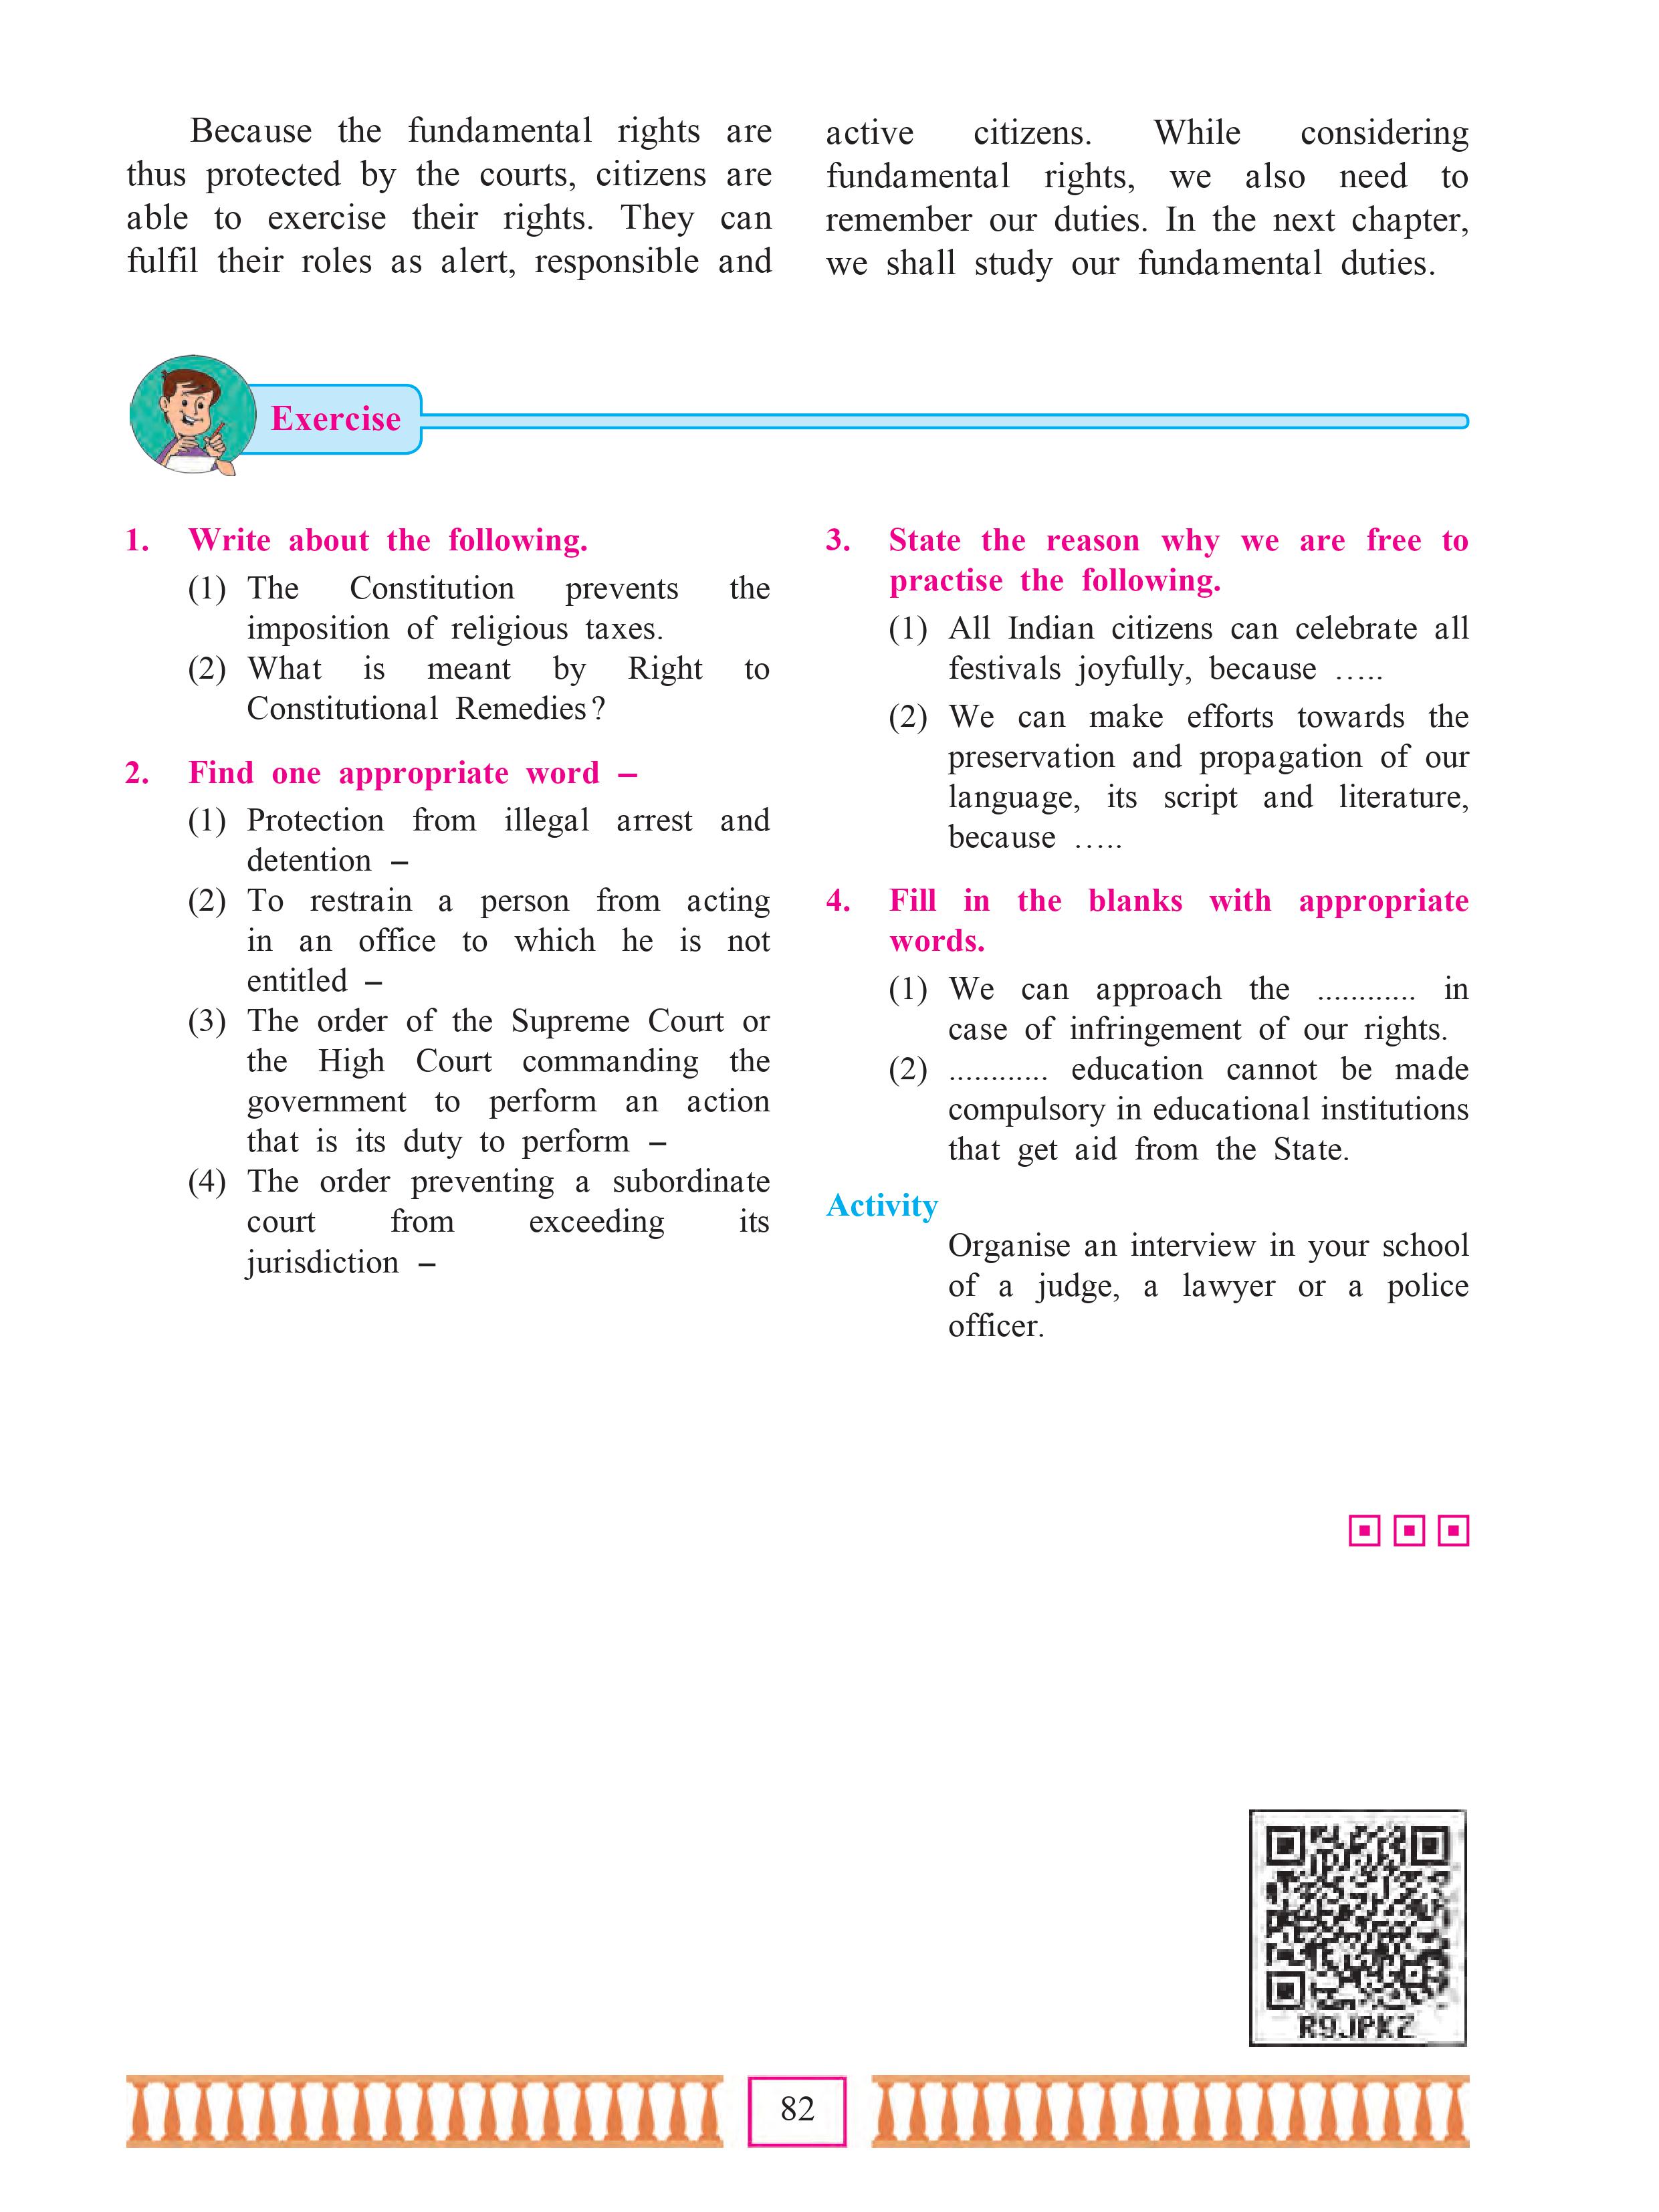 Because the fundamental rights are
thus protected by the courts, citizens are
able to exercise their rights. They can
fulfil their roles as alert, responsible and
active citizens. While considering
fundamental rights, we also need to
remember our duties. In the next chapter,
we shall study our fundamental duties.
Exercise
1. Write about the following.
(1) The Constitution prevents the
imposition of religious taxes.
(2) What is meant by Right to
Constitutional Remedies?
2. Find one appropriate word –
(1) Protection from illegal arrest and
detention –
(2) To restrain a person from acting
in an office to which he is not
entitled –
(3) The order of the Supreme Court or
the High Court commanding the
government to perform an action
that is its duty to perform –
(4) The order preventing a subordinate
court from exceeding its
jurisdiction –
3. State the reason why we are free to
practise the following.
(1) All Indian citizens can celebrate all
festivals joyfully, because .....
(2) We can make efforts towards the
preservation and propagation of our
language, its script and literature,
because .....
4. Fill in the blanks with appropriate
words.
(1) We can approach the ............ in
case of infringement of our rights.
(2) ............ education cannot be made
compulsory in educational institutions
that get aid from the State.
Activity
Organise an interview in your school
of a judge, a lawyer or a police
officer.
R9JPKZ
82